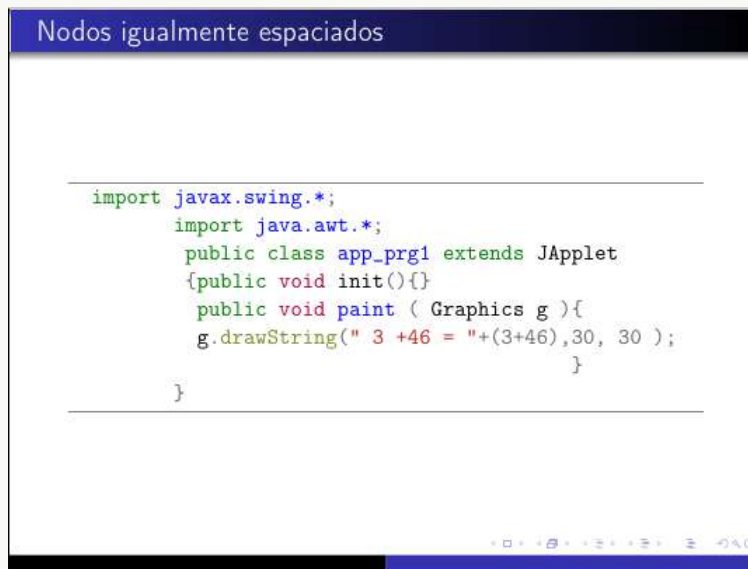 Nodos igualmente espaciados
import javax.swing.*;
import java.awt.*;
public class app_prg1 extends JApplet
{public void init(){}
public void paint ( Graphics g ){
g.drawString(" 3 +46 = "+(3+46),30, 30 );
}
}